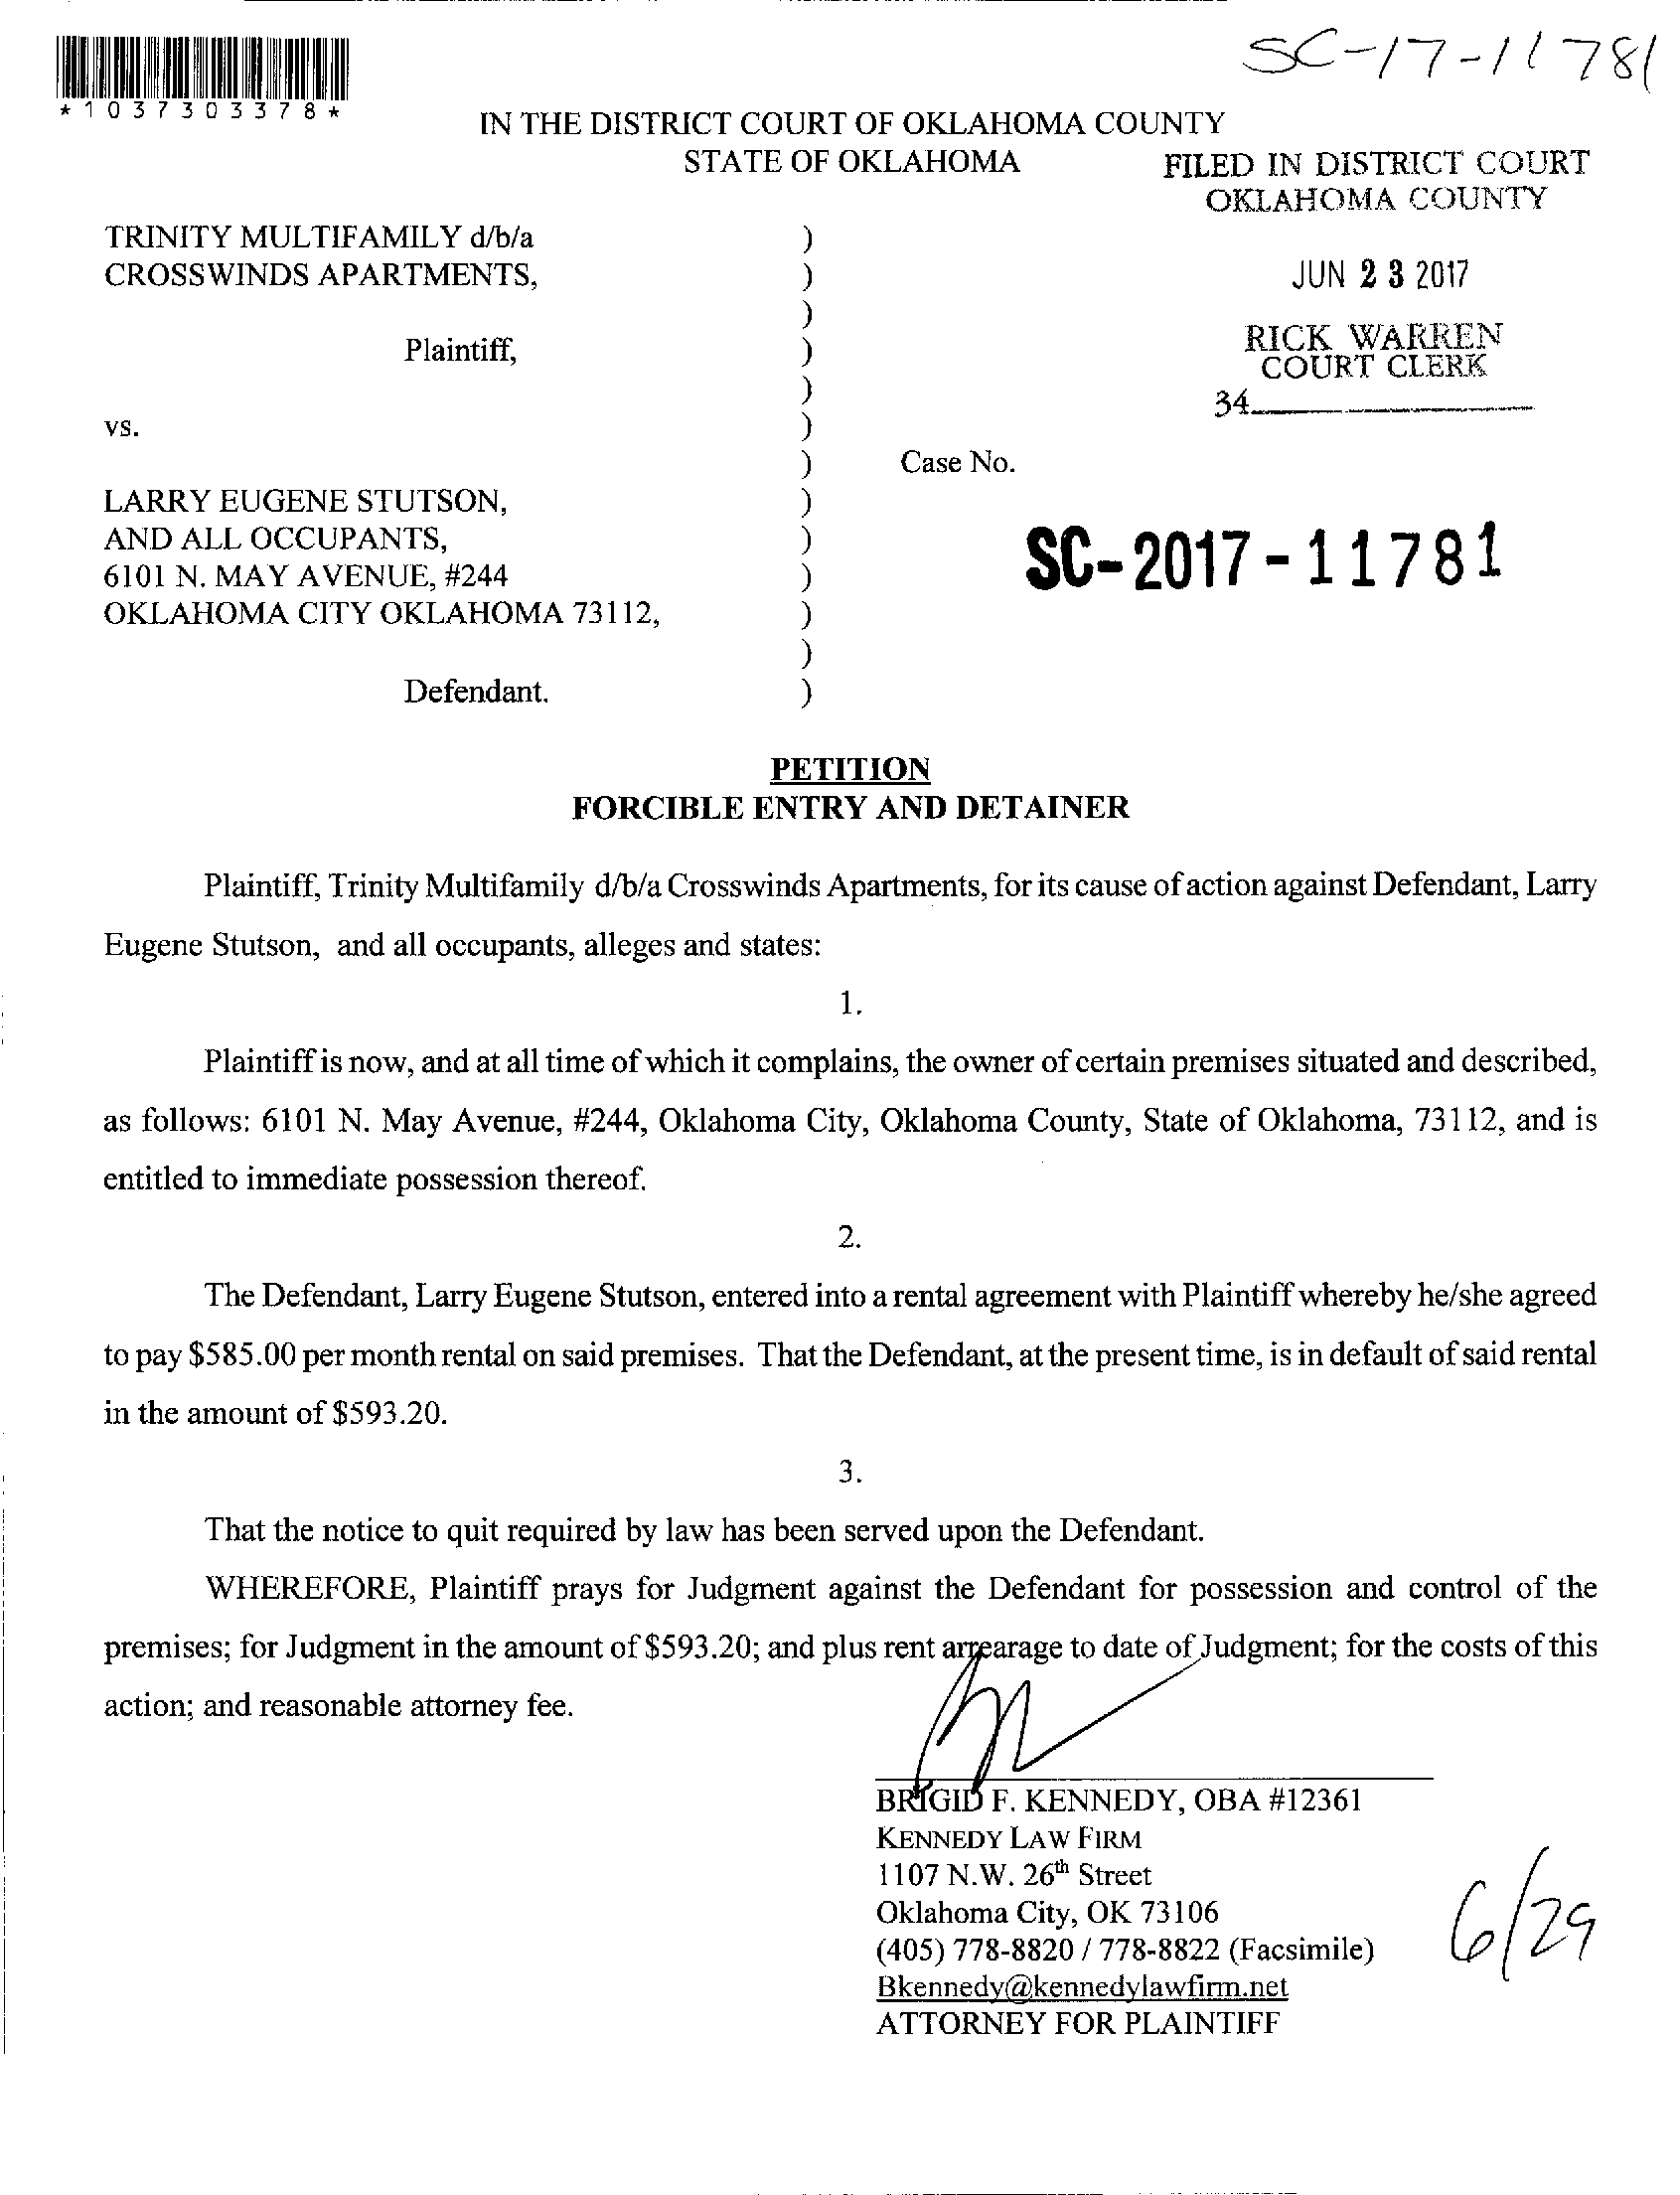 SC-17-11781
*1037303378*
IN THE DISTRICT COURT OF OKLAHOMA COUNTY
STATE OF OKLAHOMA
FILED IN DISTRICT COURT
OKLAHOMA COUNTY
JUN 23 2017
RICK WARREN
COURT CLERK
34
TRINITY MULTIFAMILY d/b/a )
CROSSWINDS APARTMENTS, )
)
Plaintiff, )
)
vs. )
) Case No.
LARRY EUGENE STUTSON, )
AND ALL OCCUPANTS, )
SC-2017-11781
6101 N. MAY AVENUE, #244 )
OKLAHOMA CITY OKLAHOMA 73112, )
)
Defendant. )
PETITION
FORCIBLE ENTRY AND DETAINER
Plaintiff, Trinity Multifamily d/b/a Crosswinds Apartments, for its cause of action against Defendant, Larry
Eugene Stutson, and all occupants, alleges and states:
1.
Plaintiff is now, and at all time of which it complains, the owner of certain premises situated and described,
as follows: 6101 N. May Avenue, #244, Oklahoma City, Oklahoma County, State of Oklahoma, 73112, and is
entitled to immediate possession thereof.
2.
The Defendant, Larry Eugene Stutson, entered into a rental agreement with Plaintiff whereby he/she agreed
to pay $585.00 per month rental on said premises. That the Defendant, at the present time, is in default of said rental
in the amount of $593.20.
3.
That the notice to quit required by law has been served upon the Defendant.
WHEREFORE, Plaintiff prays for Judgment against the Defendant for possession and control of the
premises; for Judgment in the amount of $593.20; and plus rent arrearage to date of Judgment; for the costs of this
action; and reasonable attorney fee.
BRIGID F. KENNEDY, OBA #12361
KENNEDY LAW FIRM
1107 N.W. 26th Street
Oklahoma City, OK 73106
(405) 778-8820 / 778-8822 (Facsimile)
Bkennedy@kennedylawfirm.net
ATTORNEY FOR PLAINTIFF
6/29